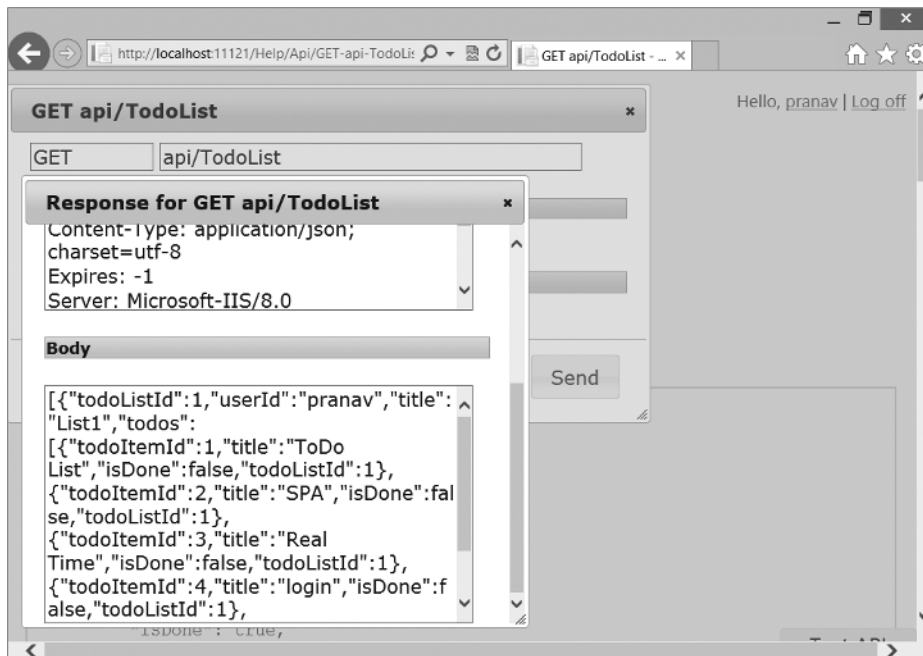 http://localhost:11121/Help/Api/GET-api-TodoLis
GET api/TodoList - ...
Hello, pranav | Log off
GET api/TodoList
GET
api/TodoList
Response for GET api/TodoList
Content-Type: application/json;
charset=utf-8
Expires: -1
Server: Microsoft-IIS/8.0
Body
Send
[{"todoListId":1,"userId":"pranav","title":
"List1","todos":
[{"todoItemId":1,"title":"ToDo
List","isDone":false,"todoListId":1},
{"todoItemId":2,"title":"SPA","isDone":fal
se,"todoListId":1},
{"todoItemId":3,"title":"Real
Time","isDone":false,"todoListId":1},
{"todoItemId":4,"title":"login","isDone":f
alse,"todoListId":1},
"isDone": true,